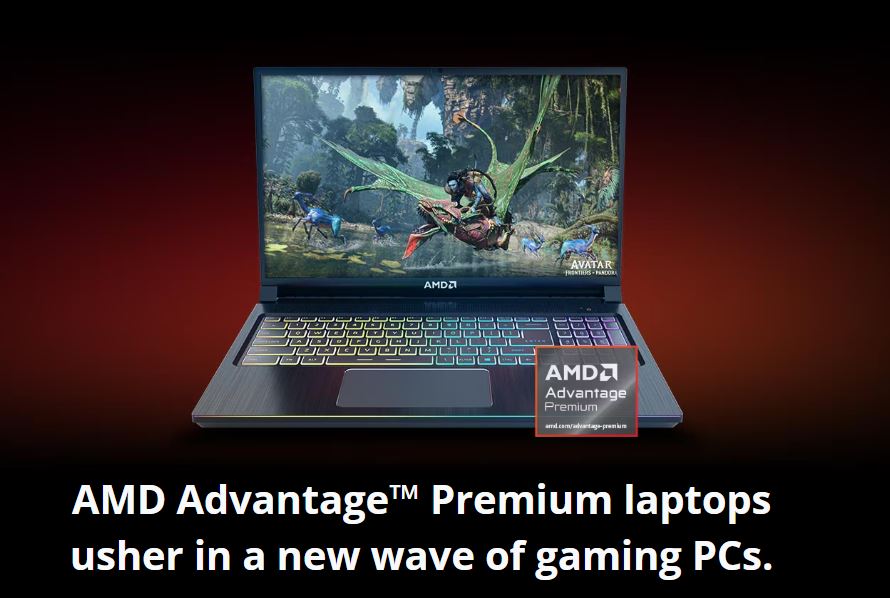 AVATAR
FRONTIERS OF PANDORA
AMD
AMD
Advantage
Premium
amd.com/advantage-premium
AMD Advantage™ Premium laptops
usher in a new wave of gaming PCs.